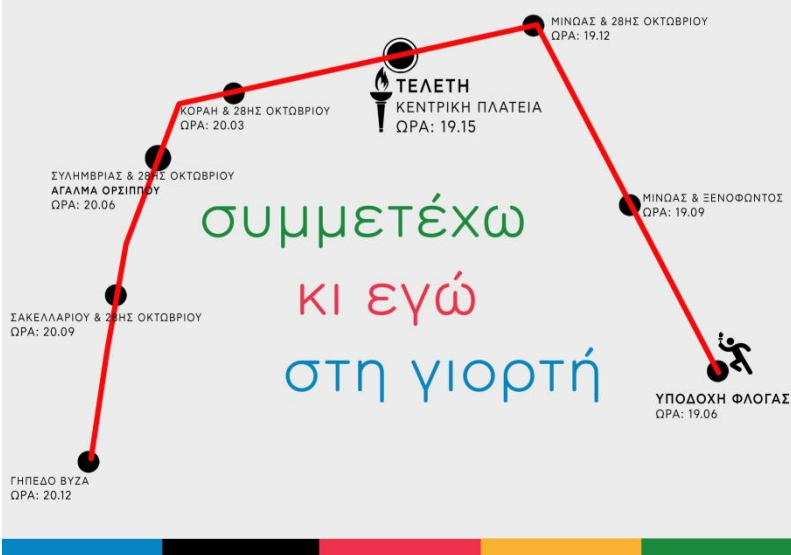 ΜΙΝΩΑΣ & 28ΗΣ ΟΚΤΩΒΡΙΟΥ
ΩΡΑ: 19.12
ΤΕΛΕΤΗ
ΚΕΝΤΡΙΚΗ ΠΛΑΤΕΙΑ
ΩΡΑ: 19.15
ΚΟΡΑΗ & 28ΗΣ ΟΚΤΩΒΡΙΟΥ
ΩΡΑ: 20.03
ΣΥΛΗΜΒΡΙΑΣ & 28ΗΣ ΟΚΤΩΒΡΙΟΥ
ΑΓΑΛΜΑ ΟΡΣΙΠΠΟΥ
ΩΡΑ: 20.06
ΜΙΝΩΑΣ & ΞΕΝΟΦΩΝΤΟΣ
ΩΡΑ: 19.09
συμμετέχω
κι εγώ
στη γιορτή
ΣΑΚΕΛΛΑΡΙΟΥ & 28ΗΣ ΟΚΤΩΒΡΙΟΥ
ΩΡΑ: 20.09
ΥΠΟΔΟΧΗ ΦΛΟΓΑΣ
ΩΡΑ: 19.06
ΓΗΠΕΔΟ ΒΥΖΑ
ΩΡΑ: 20.12